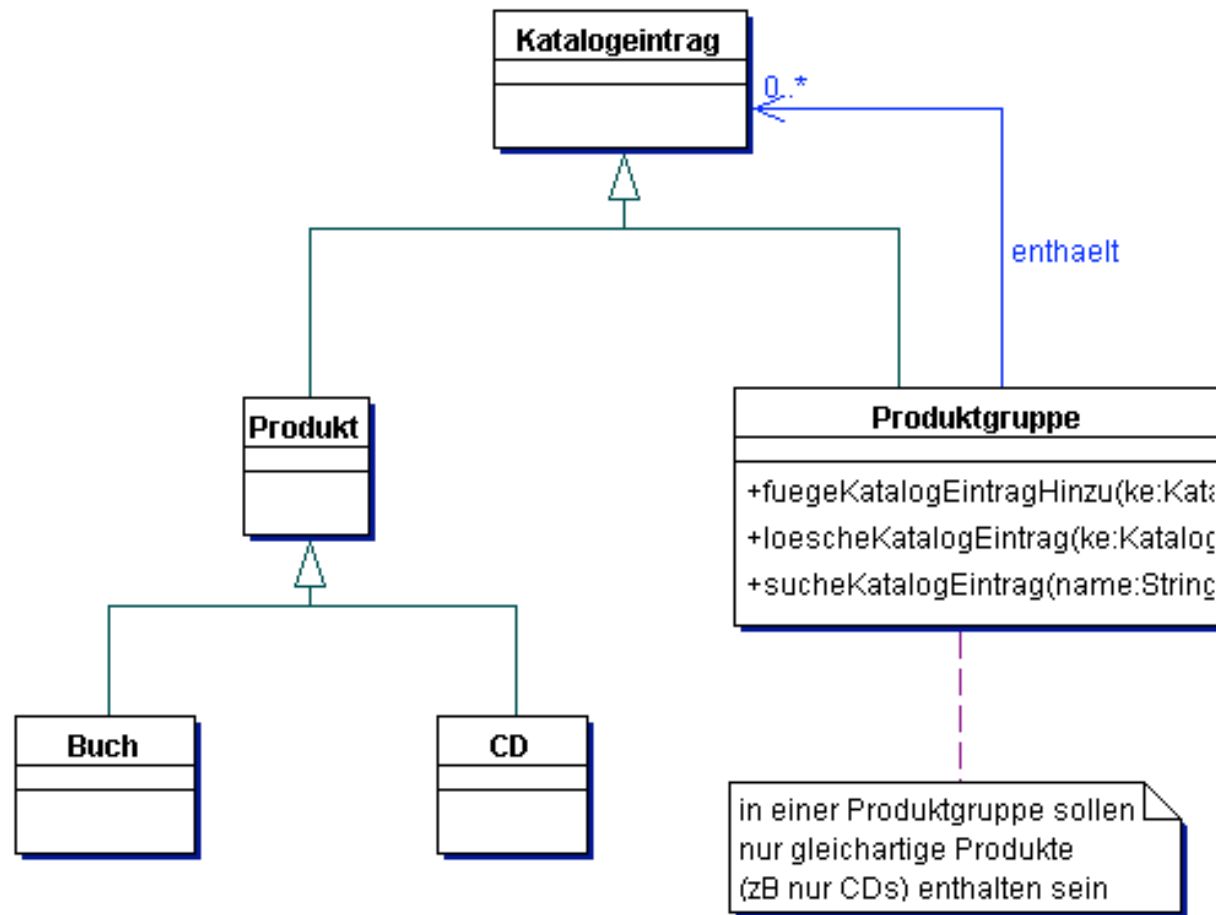 Katalogeintrag
0..*
enthaelt
Produkt
Produktgruppe
+fuegeKatalogEintragHinzu(ke:Kata
+loescheKatalogEintrag(ke:Katalog
+sucheKatalogEintrag(name:String
Buch
CD
in einer Produktgruppe sollen
nur gleichartige Produkte
(zB nur CDs) enthalten sein